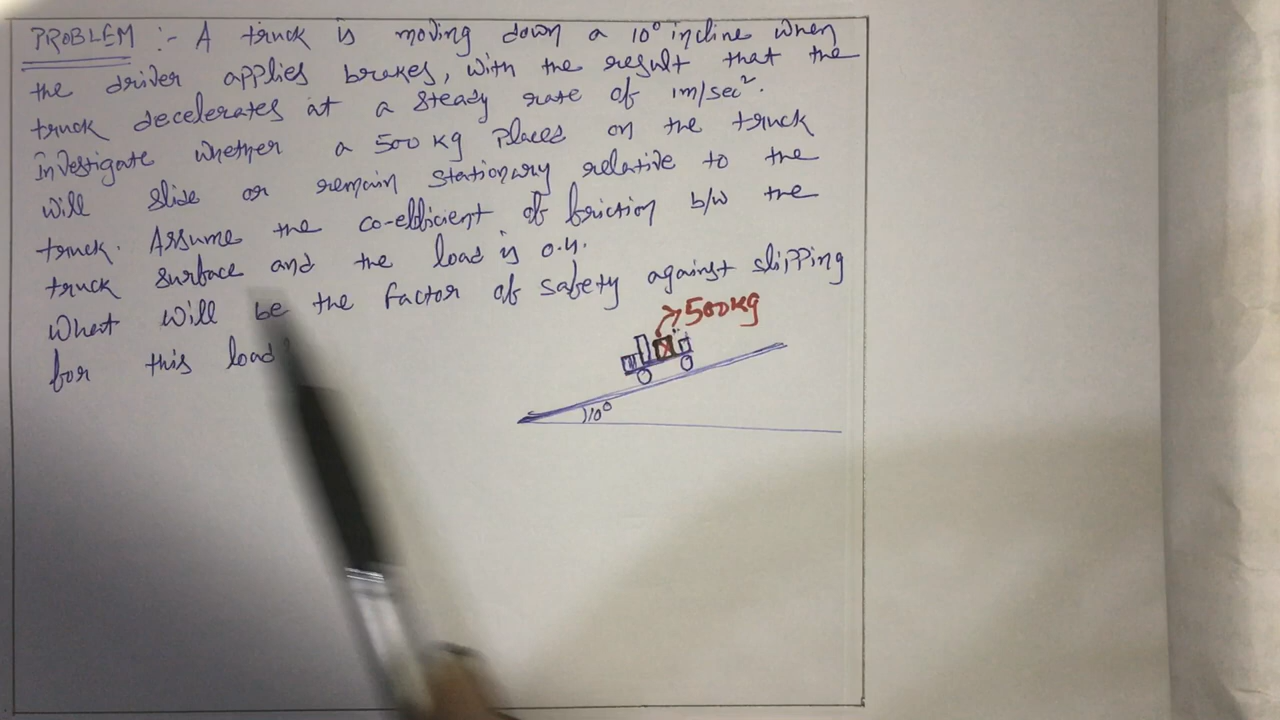 PROBLEM :- A truck is moving down a 10° incline when
the driver applies brakes, with the result that the
truck decelerates at a steady rate of 1m/sec².
Investigate whether a 500 kg places on the truck
will slide or remain stationary relative to the
truck. Assume the co-efficient of friction b/w the
truck surface and the load is 0.4.
What will be the factor of safety against slipping
for this load?
500kg
10°